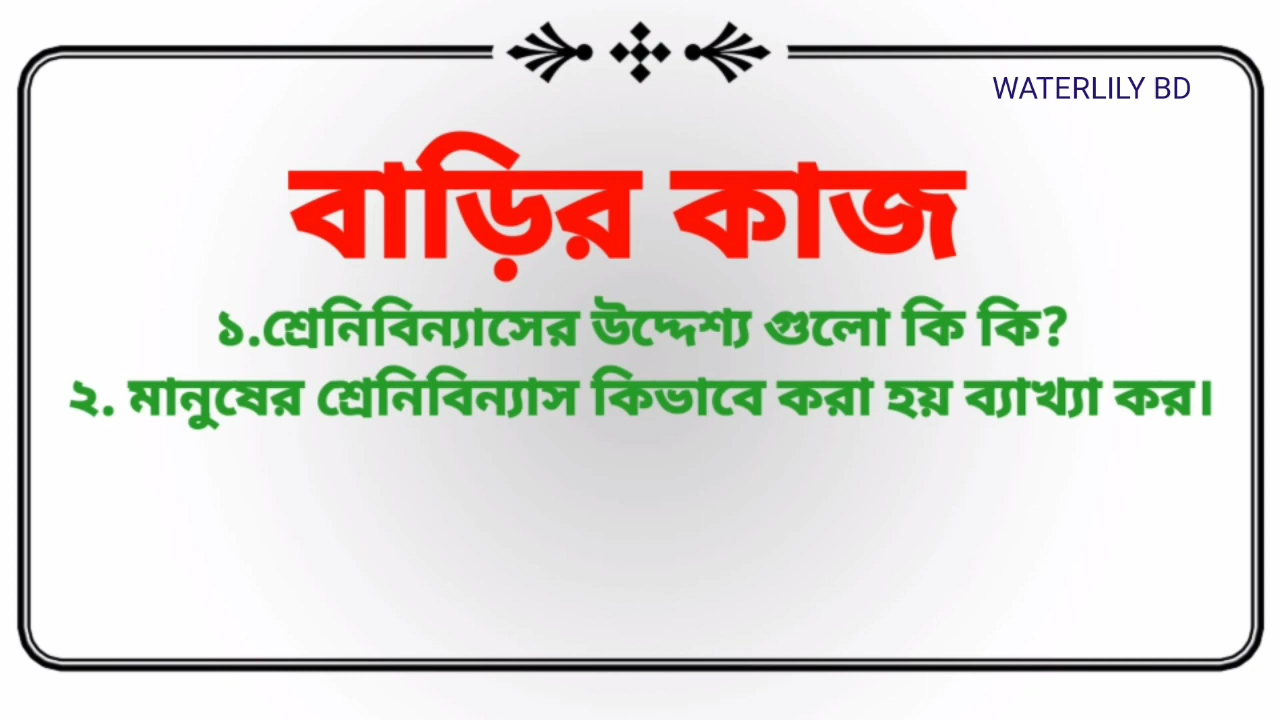 WATERLILY BD
বাড়ির কাজ
১.শ্রেনিবিন্যাসের উদ্দেশ্য গুলো কি কি?
২. মানুষের শ্রেনিবিন্যাস কিভাবে করা হয় ব্যাখ্যা কর।